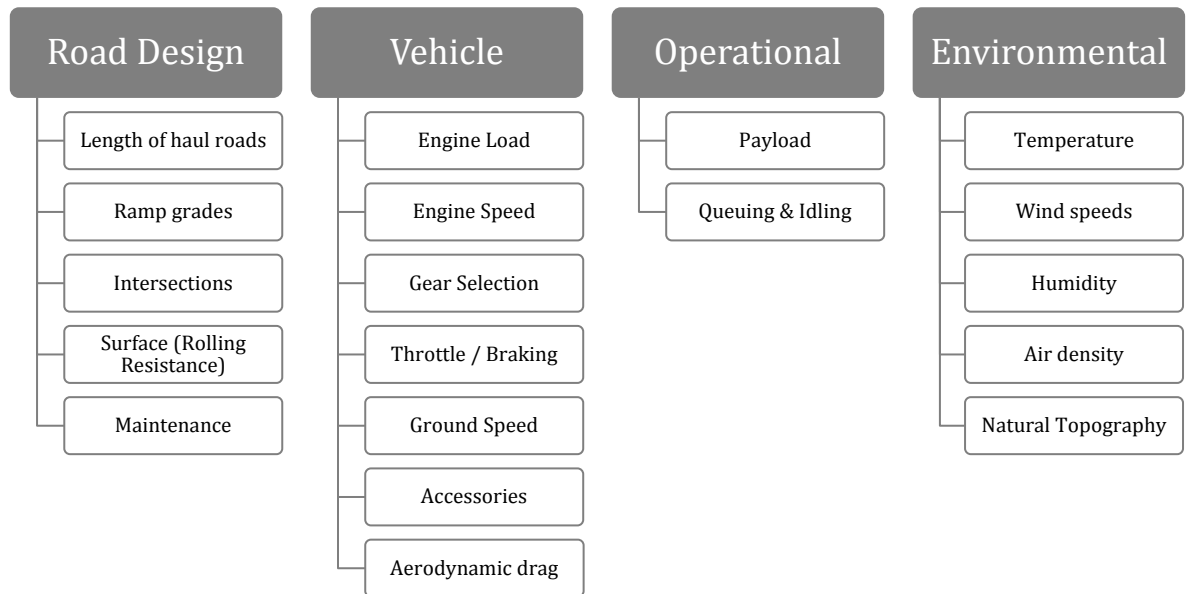 Road Design
Length of haul roads
Ramp grades
Intersections
Surface (Rolling
Resistance)
Maintenance
Vehicle
Engine Load
Engine Speed
Gear Selection
Throttle / Braking
Ground Speed
Accessories
Aerodynamic drag
Operational
Payload
Queuing & Idling
Environmental
Temperature
Wind speeds
Humidity
Air density
Natural Topography